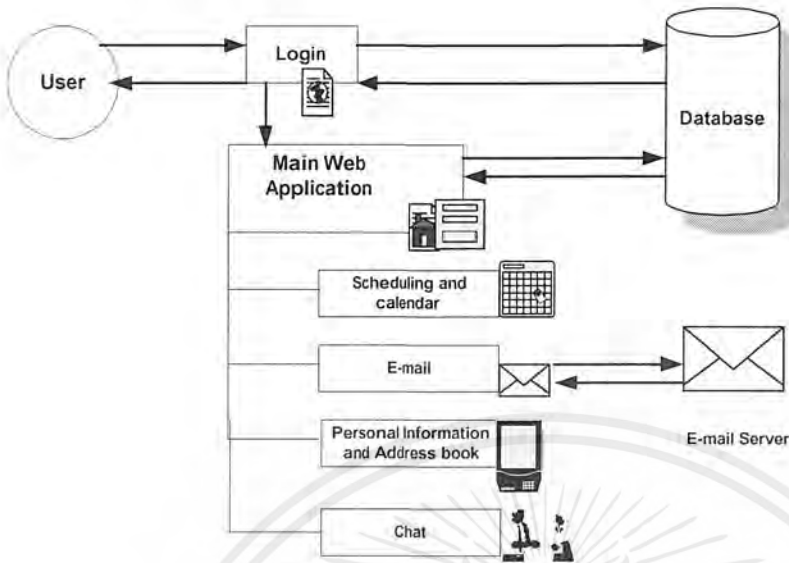 User
Login
Database
Main Web
Application
Scheduling and
calendar
E-mail
Personal Information
and Address book
E-mail Server
Chat